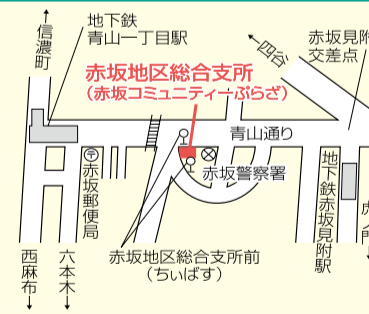 ↑信濃町
地下鉄
青山一丁目駅
↑四谷
赤坂見附
交差点
赤坂地区総合支所
(赤坂コミュニティーぷらざ)
青山通り
〒赤坂郵便局
赤坂警察署
地下鉄赤坂見附駅
赤坂地区総合支所前
(ちぃばす)
西麻布↓
六本木↓